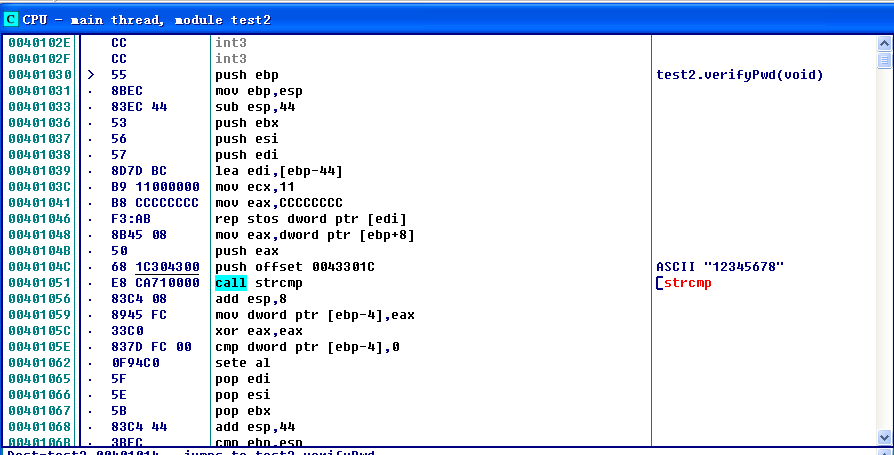 C CPU - main thread, module test2
0040102E CC int3
0040102F CC int3
00401030 > 55 push ebp test2.verifyPwd(void)
00401031 . 8BEC mov ebp,esp
00401033 . 83EC 44 sub esp,44
00401036 . 53 push ebx
00401037 . 56 push esi
00401038 . 57 push edi
00401039 . 8D7D BC lea edi,[ebp-44]
0040103C . B9 11000000 mov ecx,11
00401041 . B8 CCCCCCCC mov eax,CCCCCCCC
00401046 . F3:AB rep stos dword ptr [edi]
00401048 . 8B45 08 mov eax,dword ptr [ebp+8]
0040104B . 50 push eax
0040104C . 68 1C304300 push offset 0043301C ASCII "12345678"
00401051 . E8 CA710000 call strcmp [strcmp
00401056 . 83C4 08 add esp,8
00401059 . 8945 FC mov dword ptr [ebp-4],eax
0040105C . 33C0 xor eax,eax
0040105E . 837D FC 00 cmp dword ptr [ebp-4],0
00401062 . 0F94C0 sete al
00401065 . 5F pop edi
00401066 . 5E pop esi
00401067 . 5B pop ebx
00401068 . 83C4 44 add esp,44
0040106B . 3BEC cmp ebp,esp